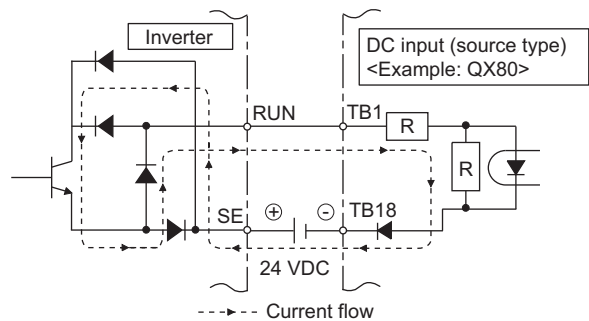 Inverter
DC input (source type)
<Example: QX80>
RUN
TB1
R
R
SE
⊕
⊖
TB18
24 VDC
Current flow